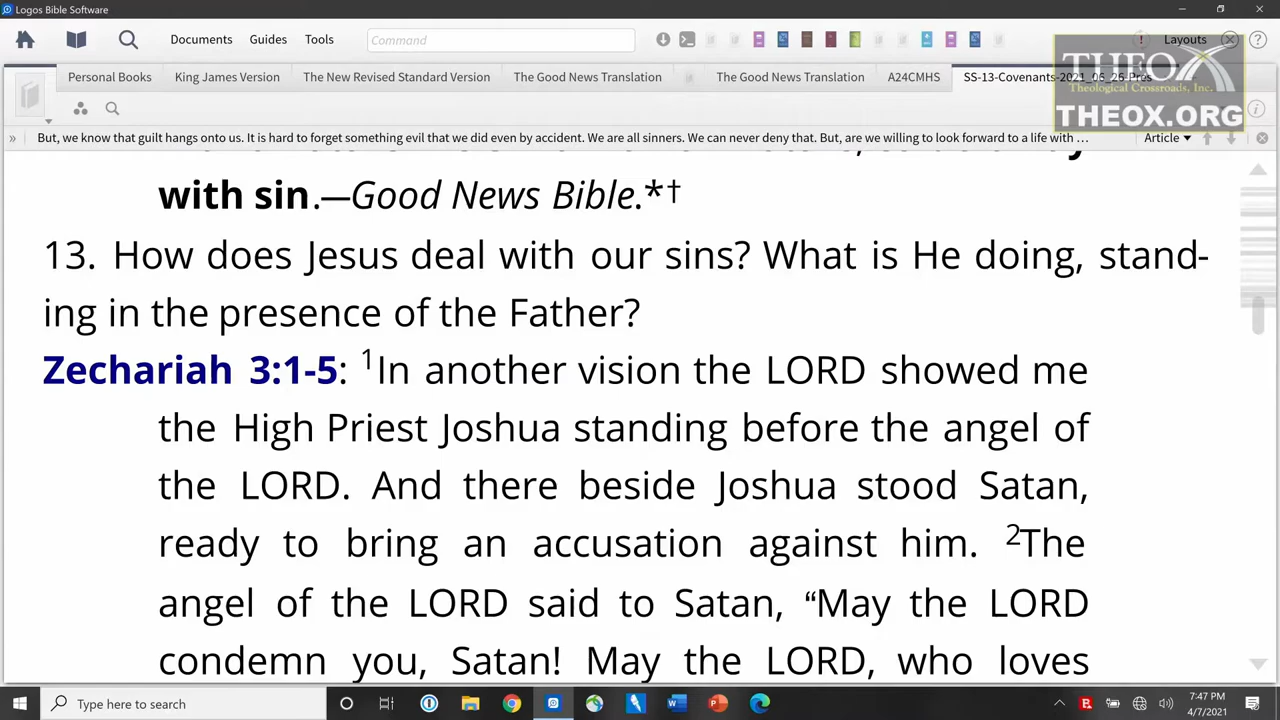 Logos Bible Software
Documents Guides Tools Command Layouts
THEOX
Theological Crossroads, Inc.
THEOX.ORG
Personal Books King James Version The New Revised Standard Version The Good News Translation The Good News Translation A24CMHS SS-13-Covenants-2021_06_26.Pres
But, we know that guilt hangs onto us. It is hard to forget something evil that we did even by accident. We are all sinners. We can never deny that. But, are we willing to look forward to a life with ... Article
with sin.—Good News Bible.*†
13. How does Jesus deal with our sins? What is He doing, stand-
ing in the presence of the Father?
Zechariah 3:1-5: 1In another vision the LORD showed me
the High Priest Joshua standing before the angel of
the LORD. And there beside Joshua stood Satan,
ready to bring an accusation against him. 2The
angel of the LORD said to Satan, “May the LORD
condemn you, Satan! May the LORD, who loves
Type here to search
7:47 PM
4/7/2021